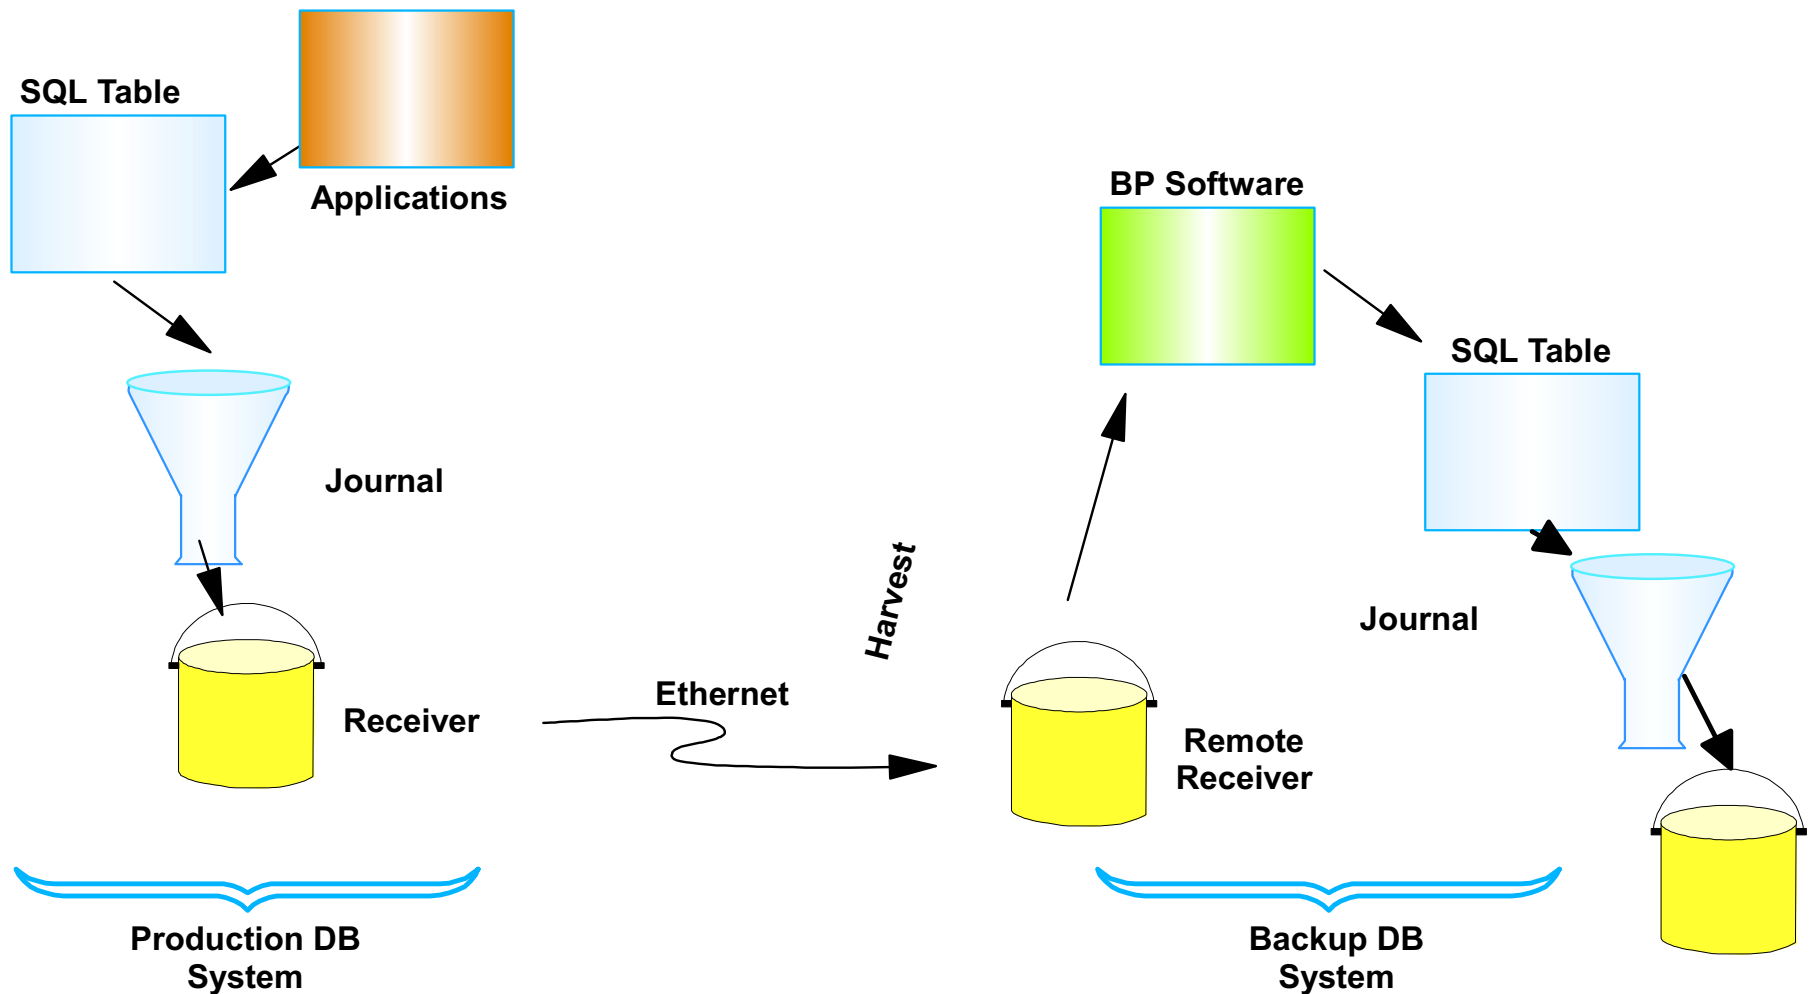 SQL Table
Applications
Journal
Receiver
Ethernet
Harvest
BP Software
SQL Table
Journal
Remote
Receiver
Production DB
System
Backup DB
System